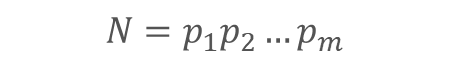 N = p₁p₂ … pₘ